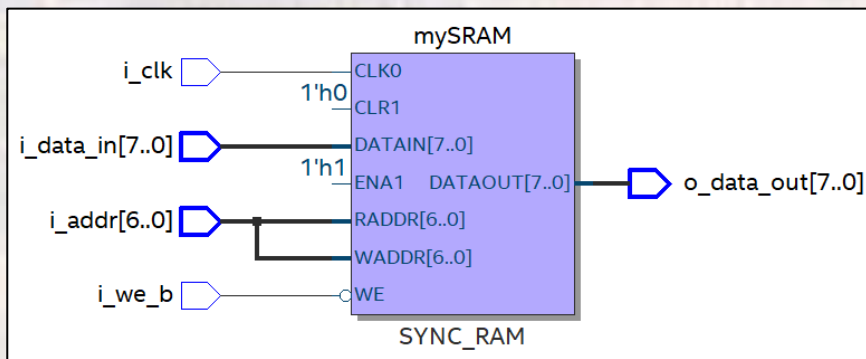 mySRAM
i_clk
CLK0
1'h0
CLR1
i_data_in[7..0]
DATAIN[7..0]
1'h1
ENA1 DATAOUT[7..0]
o_data_out[7..0]
i_addr[6..0]
RADDR[6..0]
WADDR[6..0]
i_we_b
WE
SYNC_RAM